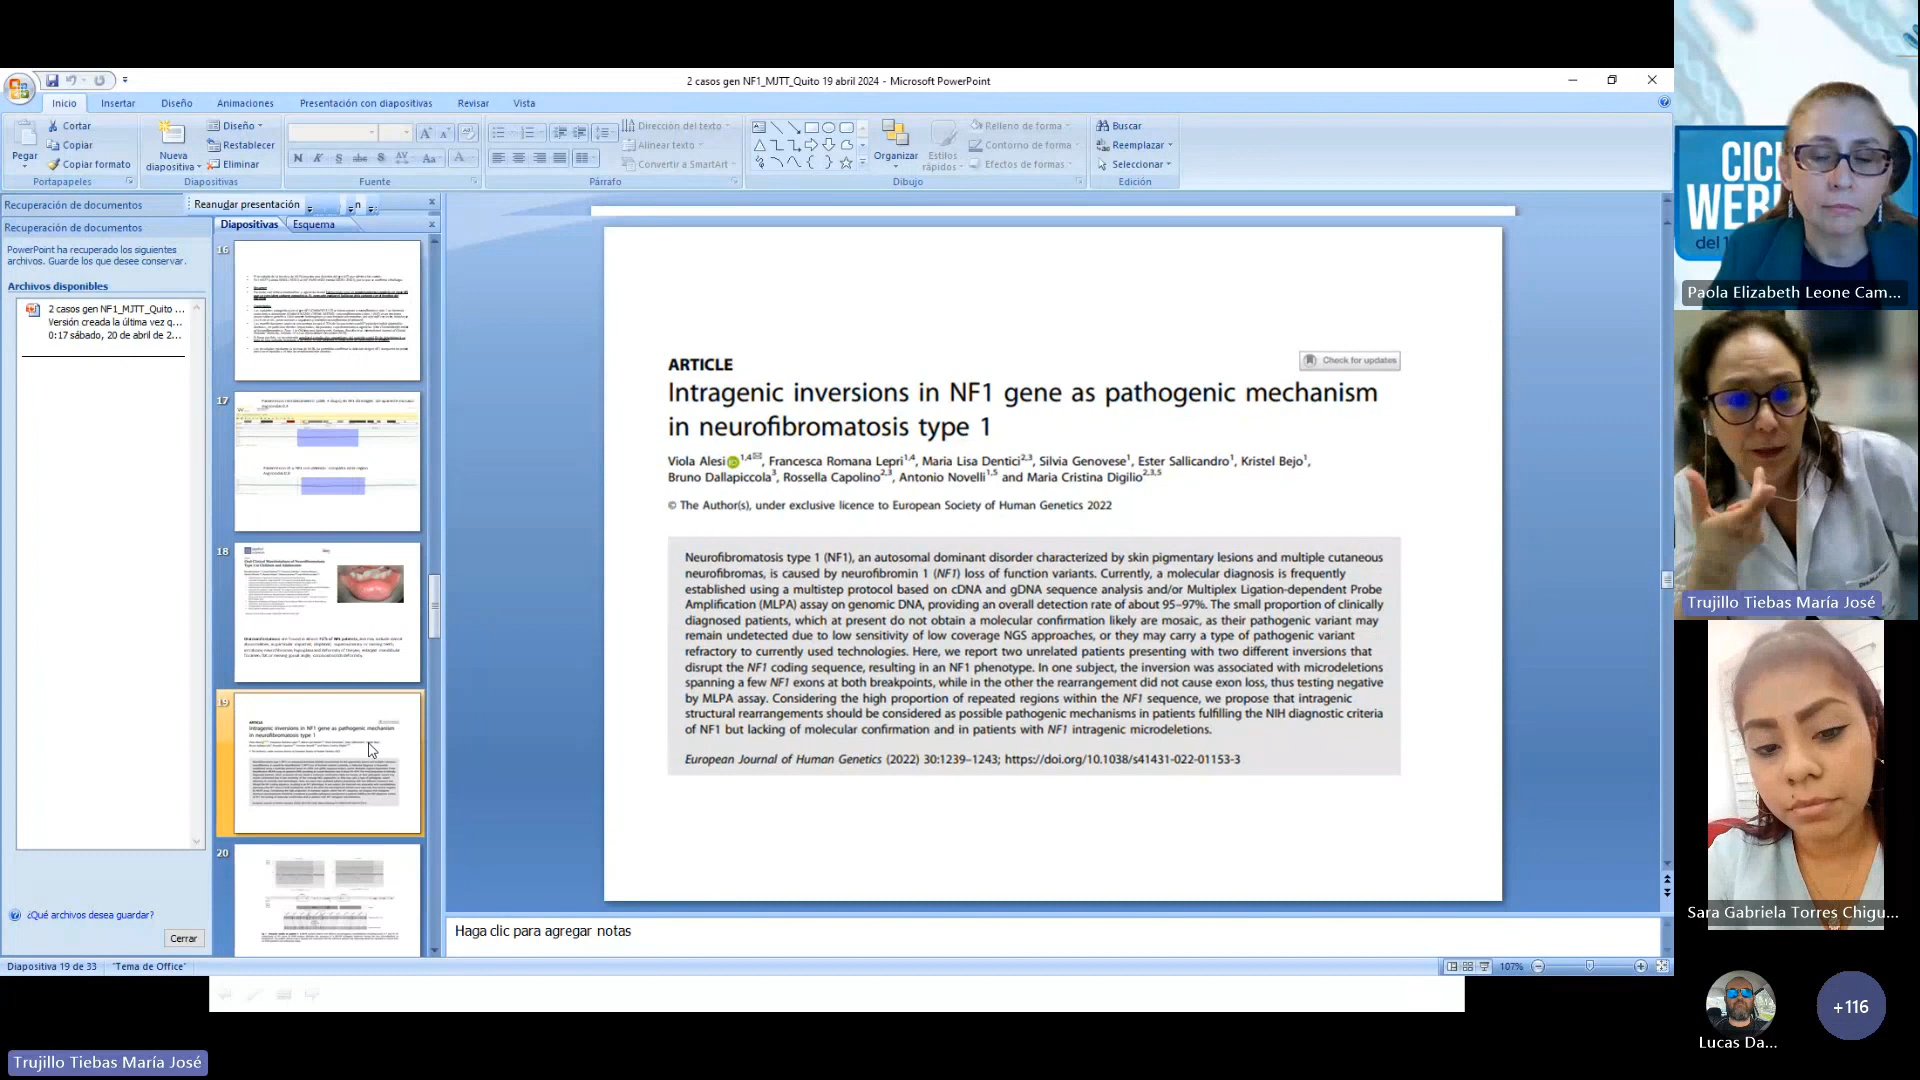 2 casos gen NF1_MJTT_Quito 19 abril 2024 - Microsoft PowerPoint
Inicio
Insertar
Diseño
Animaciones
Presentación con diapositivas
Revisar
Vista
Pegar
Cortar
Copiar
Copiar formato
Portapapeles
Nueva
diapositiva
Diseño
Restablecer
Eliminar
Diapositivas
Fuente
Dirección del texto
Alinear texto
Convertir a SmartArt
Párrafo
Organizar
Estilos
rápidos
Relleno de forma
Contorno de forma
Efectos de formas
Dibujo
Buscar
Reemplazar
Seleccionar
Edición
Recuperación de documentos
Reanudar presentación
Recuperación de documentos
PowerPoint ha recuperado los siguientes
archivos. Guarde los que desee conservar.
Archivos disponibles
2 casos gen NF1_MJTT_Quito ...
Versión creada la última vez q...
0:17 sábado, 20 de abril de 2...
¿Qué archivos desea guardar?
Cerrar
Diapositivas
Esquema
16
17
18
19
20
ARTICLE
Check for updates
Intragenic inversions in NF1 gene as pathogenic mechanism
in neurofibromatosis type 1
Viola Alesi 1,4✉, Francesca Romana Lepri1,4, Maria Lisa Dentici2,3, Silvia Genovese1, Ester Sallicandro1, Kristel Bejo1,
Bruno Dallapiccola3, Rossella Capolino2,3, Antonio Novelli1,5 and Maria Cristina Digilio2,3,5
© The Author(s), under exclusive licence to European Society of Human Genetics 2022
Neurofibromatosis type 1 (NF1), an autosomal dominant disorder characterized by skin pigmentary lesions and multiple cutaneous
neurofibromas, is caused by neurofibromin 1 (NF1) loss of function variants. Currently, a molecular diagnosis is frequently
established using a multistep protocol based on cDNA and gDNA sequence analysis and/or Multiplex Ligation-dependent Probe
Amplification (MLPA) assay on genomic DNA, providing an overall detection rate of about 95–97%. The small proportion of clinically
diagnosed patients, which at present do not obtain a molecular confirmation likely are mosaic, as their pathogenic variant may
remain undetected due to low sensitivity of low coverage NGS approaches, or they may carry a type of pathogenic variant
refractory to currently used technologies. Here, we report two unrelated patients presenting with two different inversions that
disrupt the NF1 coding sequence, resulting in an NF1 phenotype. In one subject, the inversion was associated with microdeletions
spanning a few NF1 exons at both breakpoints, while in the other the rearrangement did not cause exon loss, thus testing negative
by MLPA assay. Considering the high proportion of repeated regions within the NF1 sequence, we propose that intragenic
structural rearrangements should be considered as possible pathogenic mechanisms in patients fulfilling the NIH diagnostic criteria
of NF1 but lacking of molecular confirmation and in patients with NF1 intragenic microdeletions.
European Journal of Human Genetics (2022) 30:1239–1243; https://doi.org/10.1038/s41431-022-01153-3
Haga clic para agregar notas
Diapositiva 19 de 33
"Tema de Office"
107%
Trujillo Tiebas María José
Paola Elizabeth Leone Cam...
Trujillo Tiebas María José
Sara Gabriela Torres Chigu...
Lucas Da...
+116